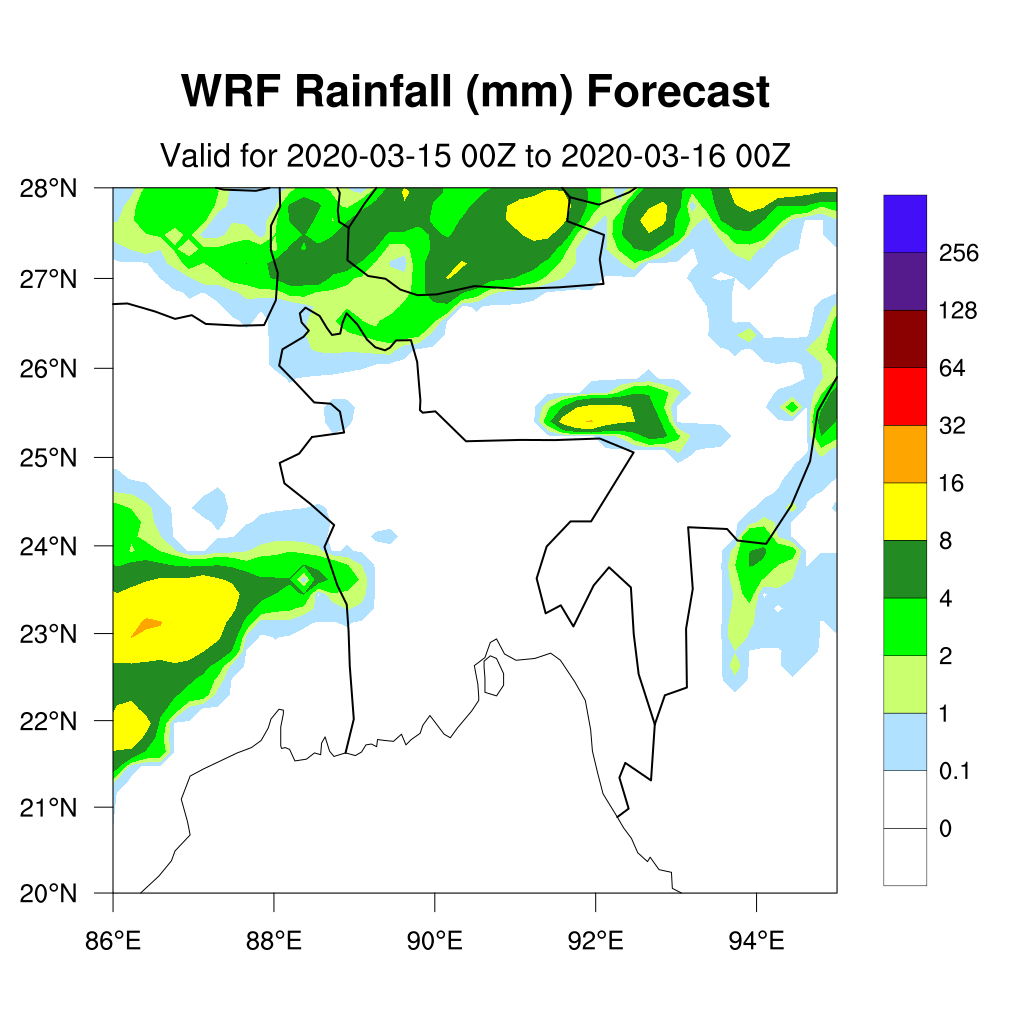 WRF Rainfall (mm) Forecast
Valid for 2020-03-15 00Z to 2020-03-16 00Z
28°N
27°N
26°N
25°N
24°N
23°N
22°N
21°N
20°N
86°E 88°E 90°E 92°E 94°E
256
128
64
32
16
8
4
2
1
0.1
0